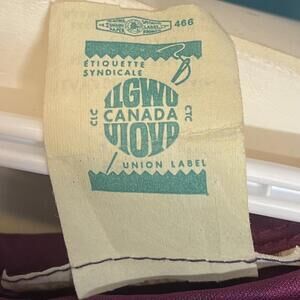 466
ÉTIQUETTE
SYNDICALE
ILGWU
CLC CANADA CTC
UIOVD
UNION LABEL